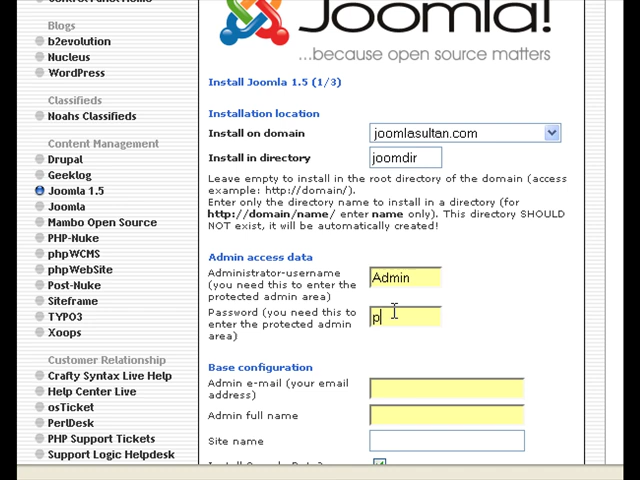 Blogs
b2evolution
Nucleus
WordPress
Classifieds
Noahs Classifieds
Content Management
Drupal
Geeklog
Joomla 1.5
Joomla
Mambo Open Source
PHP-Nuke
phpWCMS
phpWebSite
Post-Nuke
Siteframe
TYPO3
Xoops
Customer Relationship
Crafty Syntax Live Help
Help Center Live
osTicket
PerlDesk
PHP Support Tickets
Support Logic Helpdesk
Joomla!
...because open source matters
Install Joomla 1.5 (1/3)
Installation location
Install on domain joomlasultan.com
Install in directory joomdir
Leave empty to install in the root directory of the domain (access
example: http://domain/).
Enter only the directory name to install in a directory (for
http://domain/name/ enter name only). This directory SHOULD
NOT exist, it will be automatically created!
Admin access data
Administrator-username
(you need this to enter the
protected admin area)
Admin
Password (you need this to
enter the protected admin
area)
p
Base configuration
Admin e-mail (your email
address)
Admin full name
Site name